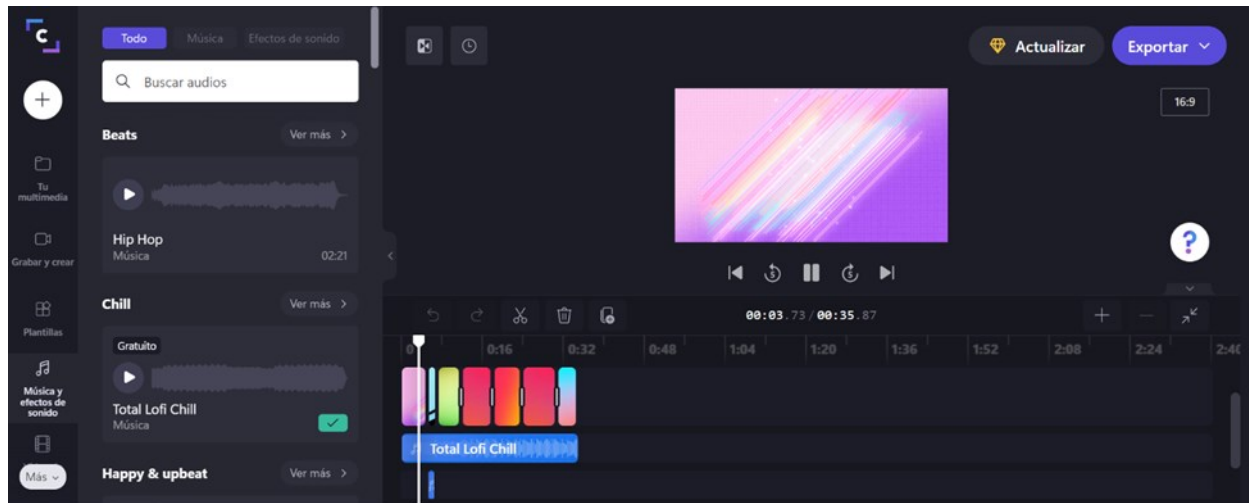 C
Todo Música Efectos de sonido
Buscar audios
Beats Ver más >
Hip Hop
Música 02:21
Chill Ver más >
Gratuito
Total Lofi Chill
Música
Happy & upbeat Ver más >
Tu
multimedia
Grabar y crear
Plantillas
Música y
efectos de
sonido
Más
Actualizar
Exportar
16:9
?
5 5
00:03.73 / 00:35.87
0 0:16 0:32 0:48 1:04 1:20 1:36 1:52 2:08 2:24
Total Lofi Chill